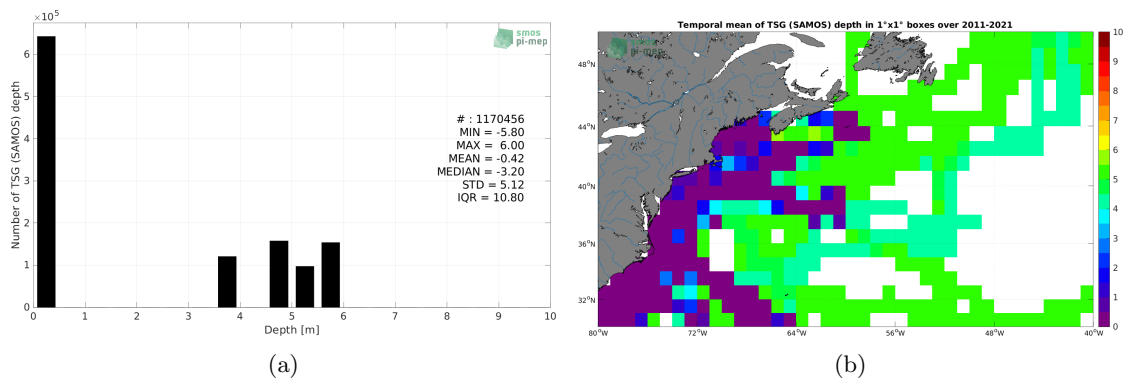 ×10⁵
smos
pi-mep
6
5
4
3
2
1
0
Number of TSG (SAMOS) depth
# : 1170456
MIN = -5.80
MAX = 6.00
MEAN = -0.42
MEDIAN = -3.20
STD = 5.12
IQR = 10.80
0 1 2 3 4 5 6 7 8 9 10
Depth [m]
(a)
Temporal mean of TSG (SAMOS) depth in 1°x1° boxes over 2011-2021
smos
pi-mep
48°N
44°N
40°N
36°N
32°N
80°W 72°W 64°W 56°W 48°W 40°W
10
9
8
7
6
5
4
3
2
1
0
(b)